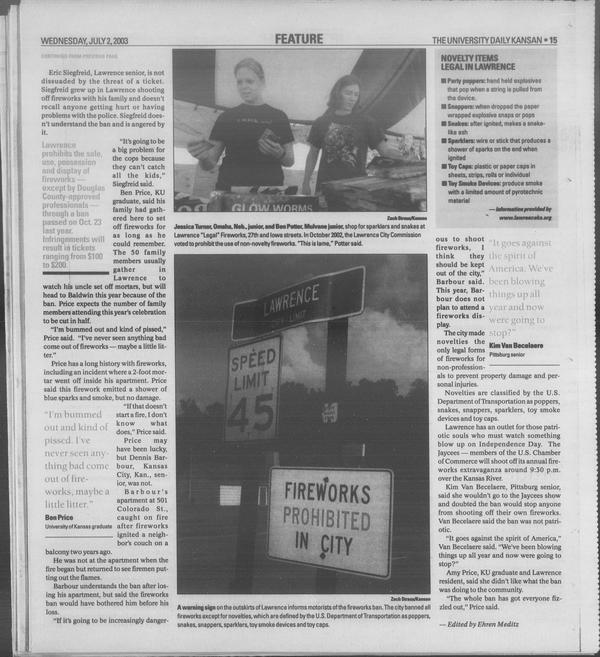 WEDNESDAY, JULY 2, 2003
FEATURE
THE UNIVERSITY DAILY KANSAN • 15
CONTINUED FROM PREVIOUS PAGE
Eric Siegfreid, Lawrence senior, is not
dissuaded by the threat of a ticket.
Siegfreid grew up in Lawrence shooting
off fireworks with his family and doesn't
recall anyone getting hurt or having
problems with the police. Siegfreid does-
n't understand the ban and is angered by
it.
Lawrence
prohibits the sale,
use, possession
and display of
fireworks —
except by Douglas
County-approved
professionals —
through a ban
passed on Oct. 23
last year.
Infringements will
result in tickets
ranging from $100
to $200.
"It's going to be
a big problem for
the cops because
they can't catch
all the kids,"
Siegfreid said.
Ben Price, KU
graduate, said his
family had gath-
ered here to set
off fireworks for
as long as he
could remember.
The 50 family
members usually
gather in
Lawrence to
watch his uncle set off mortars, but will
head to Baldwin this year because of the
ban. Price expects the number of family
members attending this year's celebration
to be cut in half.
"I'm bummed out and kind of pissed,"
Price said. "I've never seen anything bad
come out of fireworks — maybe a little lit-
ter."
Price has a long history with fireworks,
including an incident where a 2-foot mor-
tar went off inside his apartment. Price
said this firework emitted a shower of
blue sparks and smoke, but no damage.
"I'm bummed
out and kind of
pissed. I've
never seen any-
thing bad come
out of fire-
works, maybe a
little litter."
Ben Price
University of Kansas graduate
"If that doesn't
start a fire, I don't
know what
does," Price said.
Price may
have been lucky,
but Dennis Bar-
bour, Kansas
City, Kan., sen-
ior, was not.
Barbour's
apartment at 501
Colorado St.,
caught on fire
after fireworks
ignited a neigh-
bor's couch on a
balcony two years ago.
He was not at the apartment when the
fire began but returned to see firemen put-
ting out the flames.
Barbour understands the ban after los-
ing his apartment, but said the fireworks
ban would have bothered him before his
loss.
"If it's going to be increasingly danger-
GLOW WORMS
Zach Straus/Kansan
Jessica Turner, Omaha, Neb., junior, and Ben Potter, Mulvane junior, shop for sparklers and snakes at
Lawrence "Legal" Fireworks, 27th and Iowa streets. In October 2002, the Lawrence City Commission
voted to prohibit the use of non-novelty fireworks. "This is lame," Potter said.
LAWRENCE
CITY LIMIT
SPEED
LIMIT
45
FIREWORKS
PROHIBITED
IN CITY
Zach Straus/Kansan
A warning sign on the outskirts of Lawrence informs motorists of the fireworks ban. The city banned all
fireworks except for novelties, which are defined by the U.S. Department of Transportation as poppers,
snakes, snappers, sparklers, toy smoke devices and toy caps.
NOVELTY ITEMS
LEGAL IN LAWRENCE
■ Party poppers: hand held explosives
that pop when a string is pulled from
the device.
■ Snappers: when dropped the paper
wrapped explosive snaps or pops
■ Snakes: after ignited, makes a snake-
like ash
■ Sparklers: wire or stick that produces a
shower of sparks on the end when
ignited
■ Toy Caps: plastic or paper caps in
sheets, strips, rolls or individual
■ Toy Smoke Devices: produce smoke
with a limited amount of pyrotechnic
material
— Information provided by
www.lawrenceks.org
ous to shoot
fireworks, I
think they
should be kept
out of the city,"
Barbour said.
This year, Bar-
bour does not
plan to attend a
fireworks dis-
play.
The city made
novelties the
only legal forms
of fireworks for
non-profession-
als to prevent property damage and per-
sonal injuries.
"It goes against
the spirit of
America. We've
been blowing
things up all
year and now
were going to
stop?"
Kim Van Becelaere
Pittsburg senior
Novelties are classified by the U.S.
Department of Transportation as poppers,
snakes, snappers, sparklers, toy smoke
devices and toy caps.
Lawrence has an outlet for those patri-
otic souls who must watch something
blow up on Independence Day. The
Jaycees — members of the U.S. Chamber
of Commerce will shoot off its annual fire-
works extravaganza around 9:30 p.m.
over the Kansas River.
Kim Van Becelaere, Pittsburg senior,
said she wouldn't go to the Jaycees show
and doubted the ban would stop anyone
from shooting off their own fireworks.
Van Becelaere said the ban was not patri-
otic.
"It goes against the spirit of America,"
Van Becelaere said. "We've been blowing
things up all year and now were going to
stop?"
Amy Price, KU graduate and Lawrence
resident, said she didn't like what the ban
was doing to the community.
"The whole ban has got everyone fiz-
zled out," Price said.
— Edited by Ehren Meditz